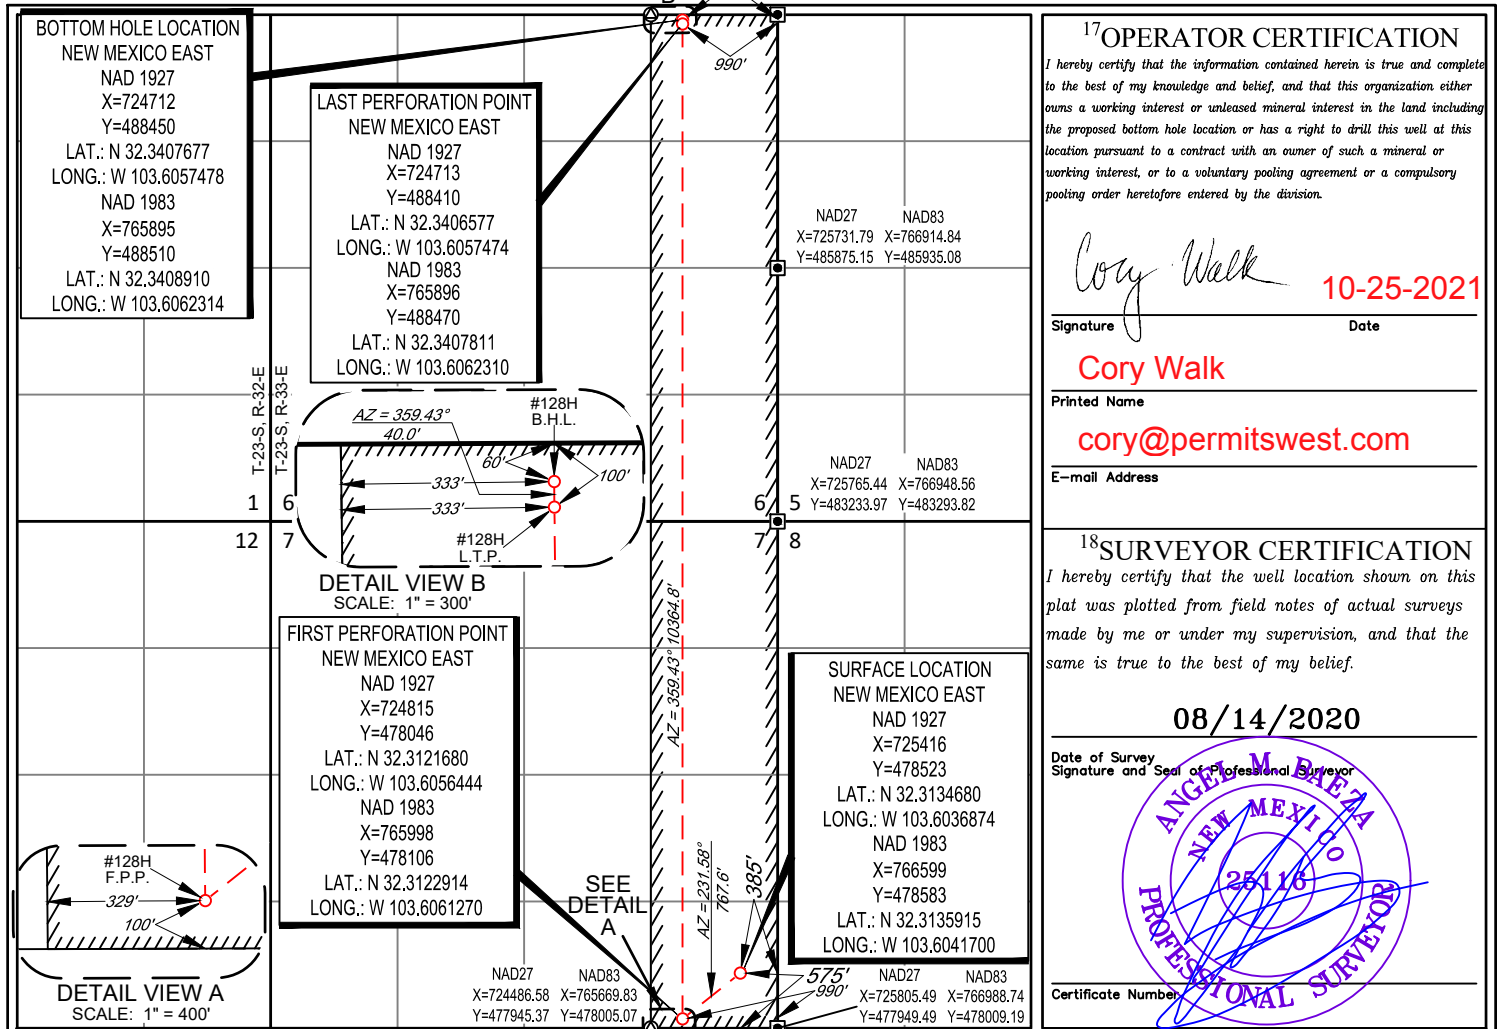 BOTTOM HOLE LOCATION
NEW MEXICO EAST
NAD 1927
X=724712
Y=488450
LAT.: N 32.3407677
LONG.: W 103.6057478
NAD 1983
X=765895
Y=488510
LAT.: N 32.3408910
LONG.: W 103.6062314
LAST PERFORATION POINT
NEW MEXICO EAST
NAD 1927
X=724713
Y=488410
LAT.: N 32.3406577
LONG.: W 103.6057474
NAD 1983
X=765896
Y=488470
LAT.: N 32.3407811
LONG.: W 103.6062310
990'
NAD27 NAD83
X=725731.79 X=766914.84
Y=485875.15 Y=485935.08
T-23-S, R-32-E
T-23-S, R-33-E
AZ = 359.43°
40.0'
#128H
B.H.L.
60'
100'
333'
333'
#128H
L.T.P.
DETAIL VIEW B
SCALE: 1" = 300'
1 6
12 7
NAD27 NAD83
X=725765.44 X=766948.56
Y=483233.97 Y=483293.82
6 5
7 8
AZ = 359.43° 10364.8'
FIRST PERFORATION POINT
NEW MEXICO EAST
NAD 1927
X=724815
Y=478046
LAT.: N 32.3121680
LONG.: W 103.6056444
NAD 1983
X=765998
Y=478106
LAT.: N 32.3122914
LONG.: W 103.6061270
SURFACE LOCATION
NEW MEXICO EAST
NAD 1927
X=725416
Y=478523
LAT.: N 32.3134680
LONG.: W 103.6036874
NAD 1983
X=766599
Y=478583
LAT.: N 32.3135915
LONG.: W 103.6041700
#128H
F.P.P.
329'
100'
DETAIL VIEW A
SCALE: 1" = 400'
SEE
DETAIL
A
AZ = 231.58°
767.6'
385'
575'
990'
NAD27 NAD83
X=724486.58 X=765669.83
Y=477945.37 Y=478005.07
NAD27 NAD83
X=725805.49 X=766988.74
Y=477949.49 Y=478009.19
17OPERATOR CERTIFICATION
I hereby certify that the information contained herein is true and complete
to the best of my knowledge and belief, and that this organization either
owns a working interest or unleased mineral interest in the land including
the proposed bottom hole location or has a right to drill this well at this
location pursuant to a contract with an owner of such a mineral or
working interest, or to a voluntary pooling agreement or a compulsory
pooling order heretofore entered by the division.
Cory Walk
10-25-2021
Signature Date
Cory Walk
Printed Name
cory@permitswest.com
E-mail Address
18SURVEYOR CERTIFICATION
I hereby certify that the well location shown on this
plat was plotted from field notes of actual surveys
made by me or under my supervision, and that the
same is true to the best of my belief.
08/14/2020
Date of Survey
Signature and Seal of Professional Surveyor
ANGEL M. BAEZA
NEW MEXICO
25116
PROFESSIONAL SURVEYOR
Certificate Number